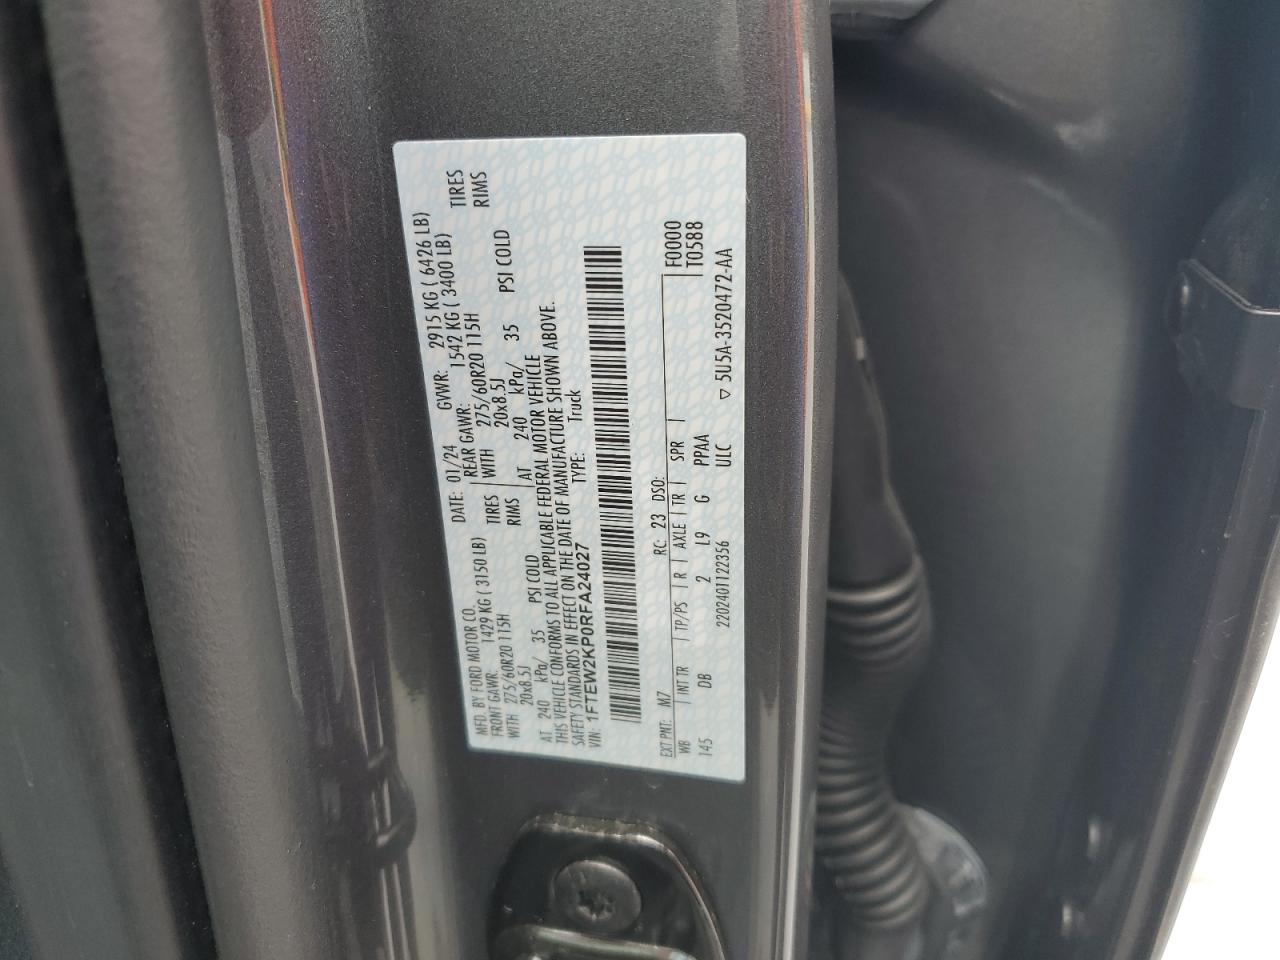 MFD. BY FORD MOTOR CO. DATE: 01/24 GVWR: 2915 KG ( 6426 LB)
FRONT GAWR: 1429 KG ( 3150 LB) REAR GAWR: 1542 KG ( 3400 LB)
WITH 275/60R20 115H TIRES WITH 275/60R20 115H TIRES
20x8.5J RIMS 20x8.5J RIMS
AT 240 kPa/ 35 PSI COLD AT 240 kPa/ 35 PSI COLD
THIS VEHICLE CONFORMS TO ALL APPLICABLE FEDERAL MOTOR VEHICLE
SAFETY STANDARDS IN EFFECT ON THE DATE OF MANUFACTURE SHOWN ABOVE.
VIN: 1FTEW2KP0RFA24027 TYPE: Truck
EXT PNT: M7 RC: 23 DSO: F0000
WB INT TR TP/PS R AXLE TR SPR T0588
145 DB 2 L9 G PPAA
2202401122356 ULC ▽ 5U5A-3520472-AA